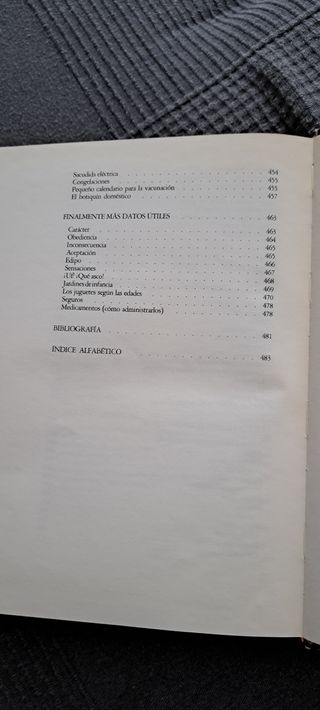 Sacudida eléctrica . . . . . . . . . . . . . . . . 454
Congelaciones . . . . . . . . . . . . . . . . 455
Pequeño calendario para la vacunación . . . . . . . . . . 455
El botiquín doméstico . . . . . . . . . . . . . . . . 457
FINALMENTE MÁS DATOS ÚTILES . . . . . . . . . . 463
Carácter . . . . . . . . . . . . . . . . 463
Obediencia . . . . . . . . . . . . . . . . 464
Inconsecuencia . . . . . . . . . . . . . . . . 465
Aceptación . . . . . . . . . . . . . . . . 465
Edipo . . . . . . . . . . . . . . . . 466
Sensaciones . . . . . . . . . . . . . . . . 467
¡Uf! ¡Qué asco! . . . . . . . . . . . . . . . . 468
Jardines de infancia . . . . . . . . . . . . . . . . 469
Los juguetes según las edades . . . . . . . . . . . . 470
Seguros . . . . . . . . . . . . . . . . 478
Medicamentos (cómo administrarlos) . . . . . . . . . . 478
BIBLIOGRAFÍA . . . . . . . . . . . . . . . . 481
ÍNDICE ALFABÉTICO . . . . . . . . . . . . . . 483